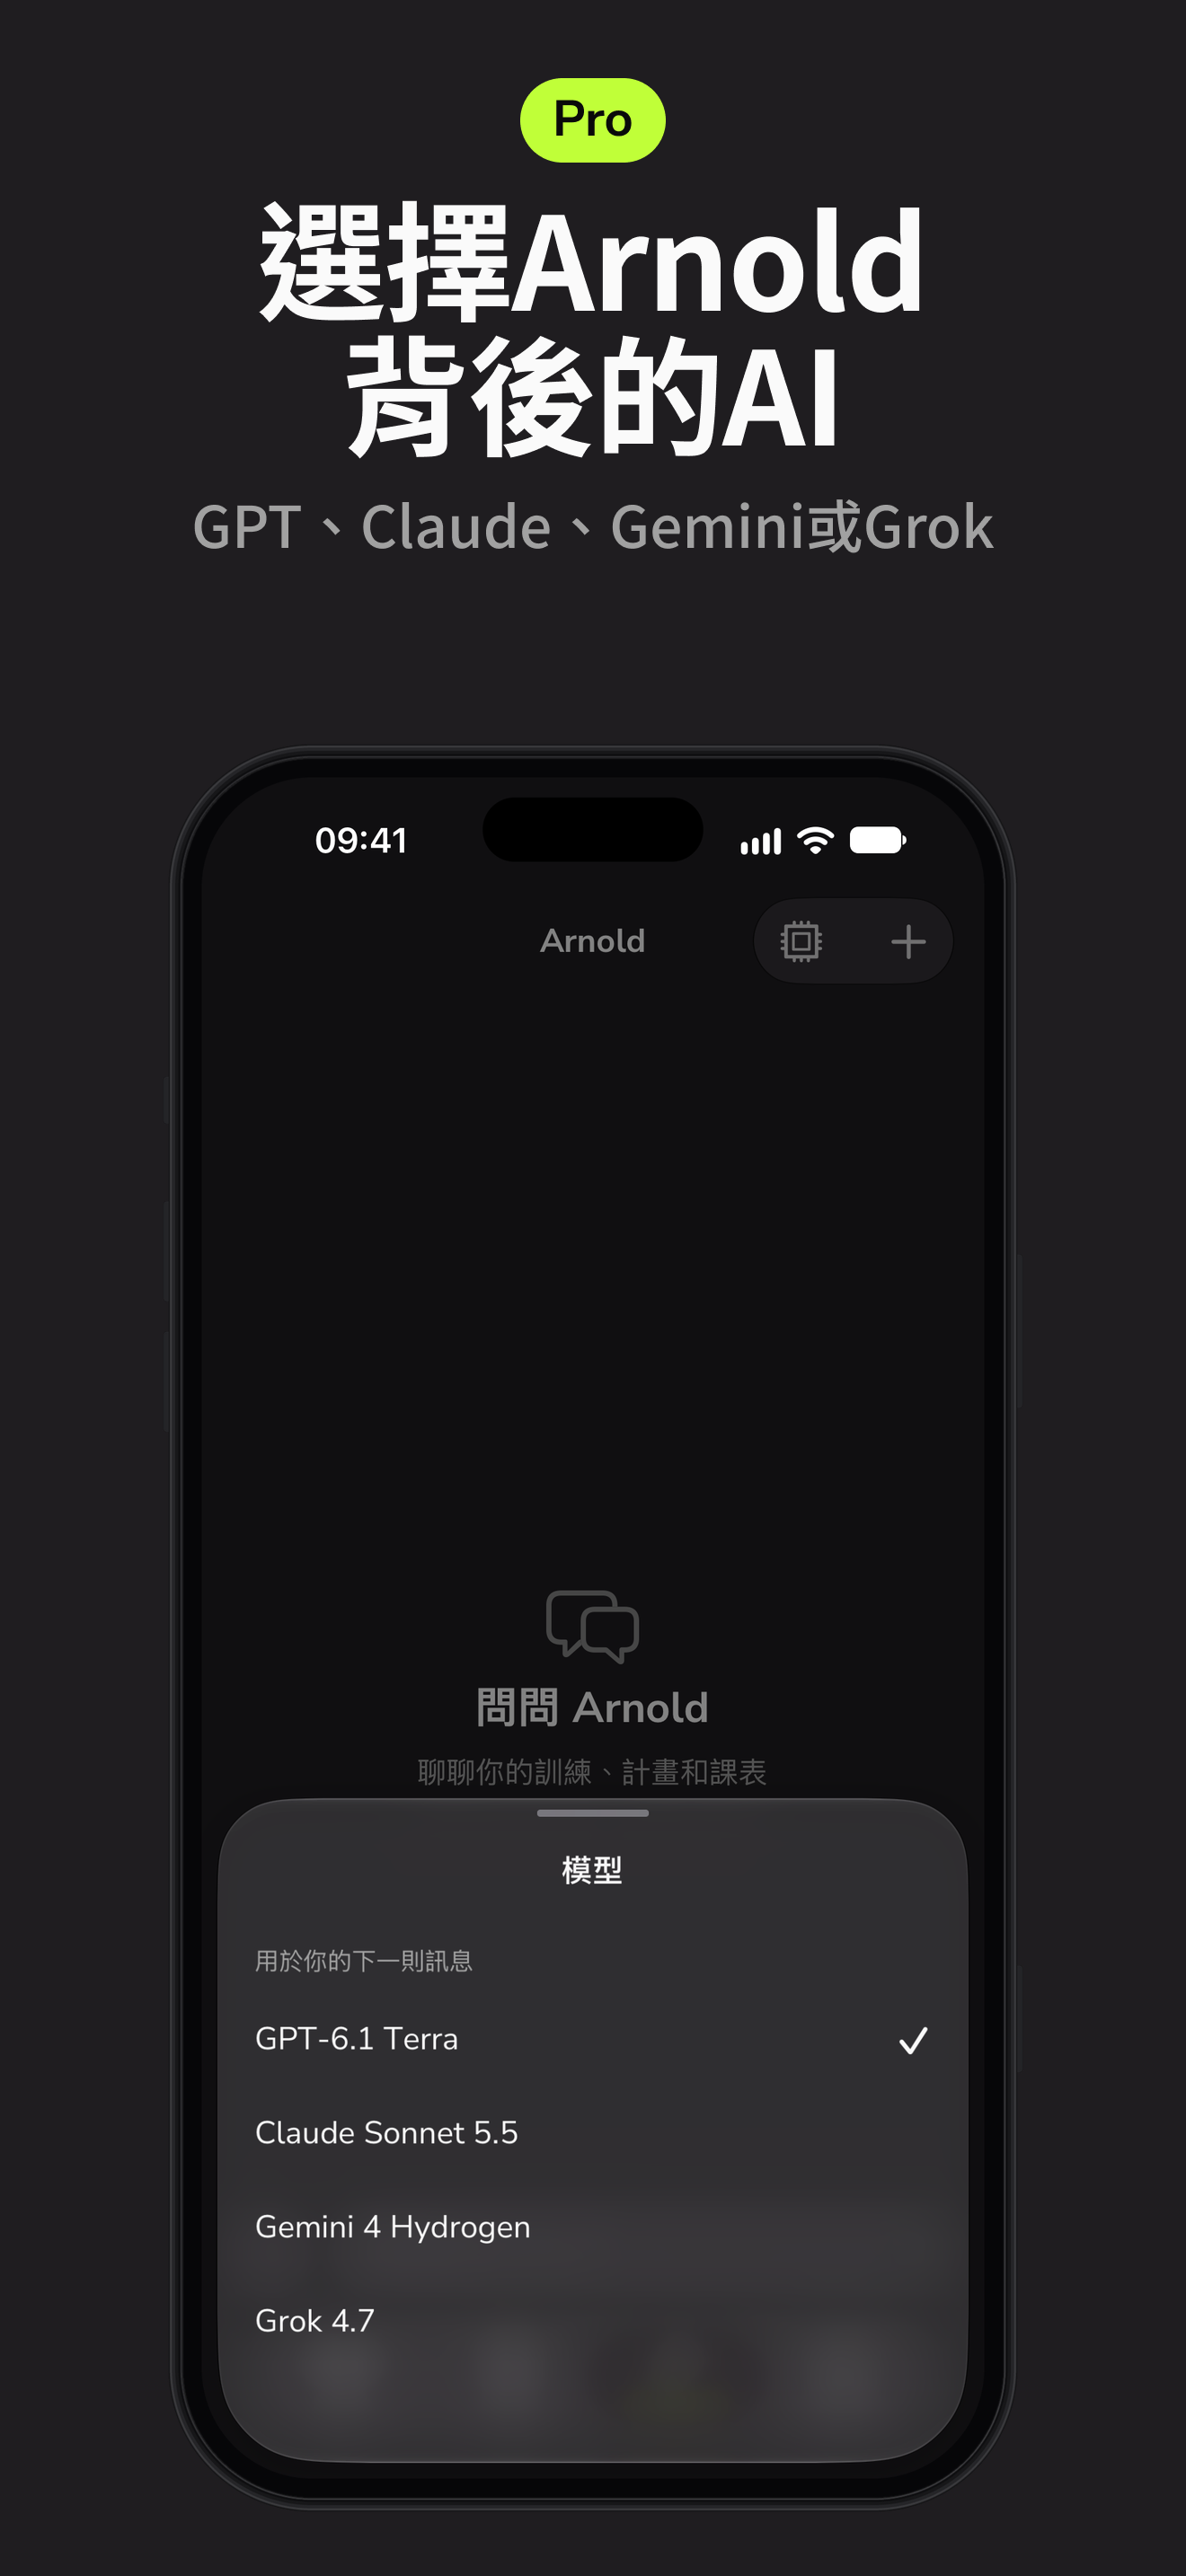 Pro
選擇Arnold
背後的AI
GPT、Claude、Gemini或Grok
09:41
Arnold
問問 Arnold
聊聊你的訓練、計畫和課表
模型
用於你的下一則訊息
GPT-6.1 Terra
Claude Sonnet 5.5
Gemini 4 Hydrogen
Grok 4.7